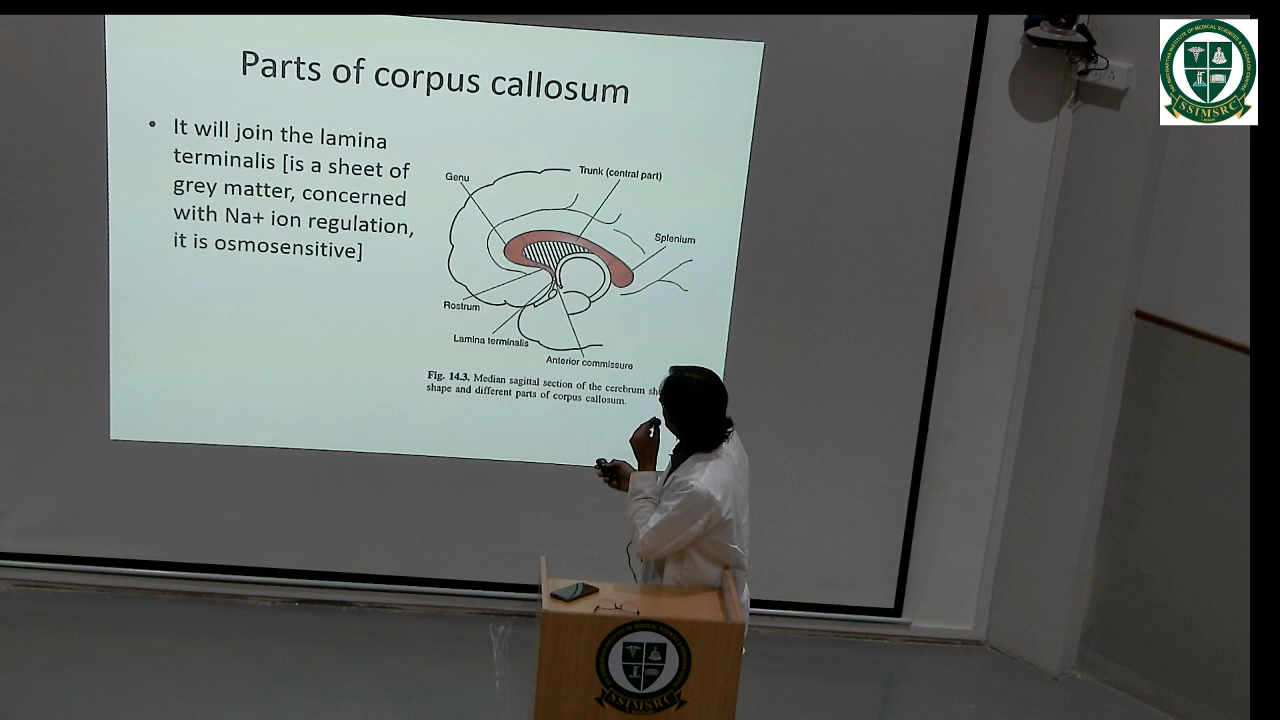 Parts of corpus callosum
• It will join the lamina
terminalis [is a sheet of
grey matter, concerned
with Na+ ion regulation,
it is osmosensitive]
Genu
Trunk (central part)
Splenium
Rostrum
Lamina terminalis
Anterior commissure
Fig. 14.3. Median sagittal section of the cerebrum
shape and different parts of corpus callosum.
SSIMSRC
SSIMSRC